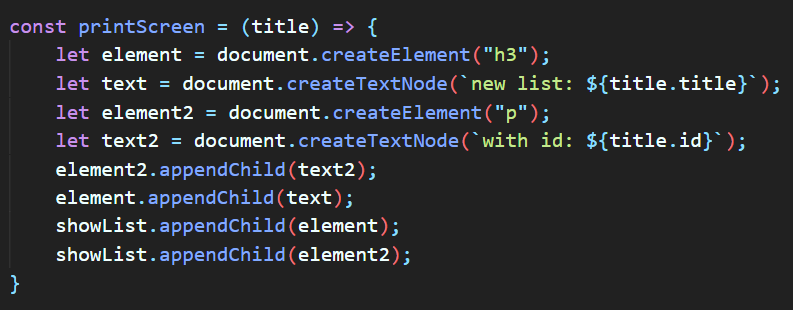 const printScreen = (title) => {
    let element = document.createElement("h3");
    let text = document.createTextNode(`new list: ${title.title}`);
    let element2 = document.createElement("p");
    let text2 = document.createTextNode(`with id: ${title.id}`);
    element2.appendChild(text2);
    element.appendChild(text);
    showList.appendChild(element);
    showList.appendChild(element2);
}